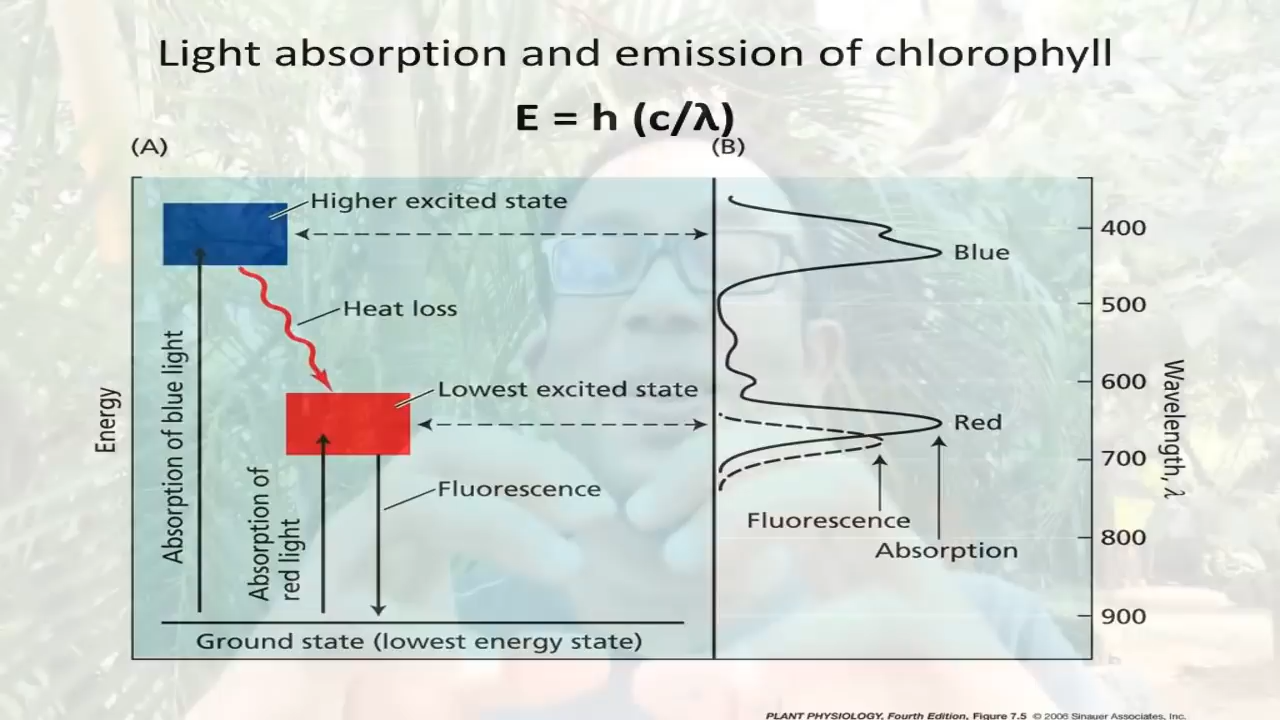 Light absorption and emission of chlorophyll
E = h (c/λ)
(A)
(B)
Higher excited state
Heat loss
Lowest excited state
Fluorescence
Energy
Absorption of blue light
Absorption of
red light
Ground state (lowest energy state)
Blue
Red
Fluorescence
Absorption
400
500
600
700
800
900
Wavelength, λ
PLANT PHYSIOLOGY, Fourth Edition, Figure 7.5 © 2006 Sinauer Associates, Inc.